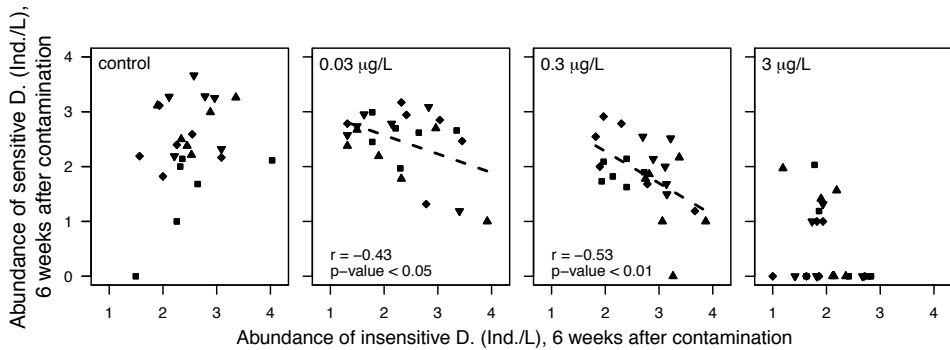 Abundance of sensitive D. (Ind./L),
6 weeks after contamination
control
0.03 μg/L
0.3 μg/L
3 μg/L
4
3
2
1
0
r = −0.43
p−value < 0.05
r = −0.53
p−value < 0.01
1 2 3 4
1 2 3 4
1 2 3 4
1 2 3 4
Abundance of insensitive D. (Ind./L), 6 weeks after contamination